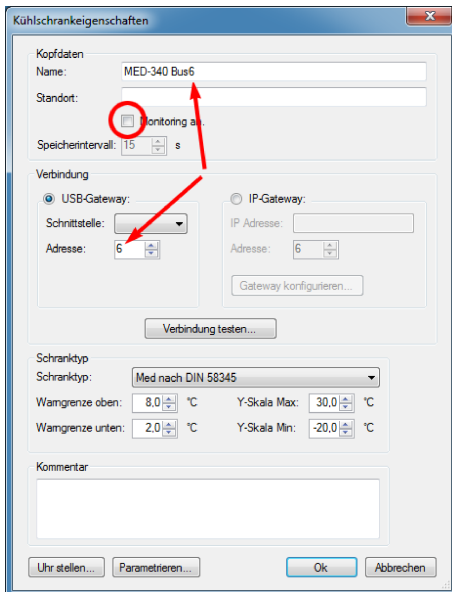 Kühlschrankeigenschaften
Kopfdaten
Name: MED-340 Bus6
Standort:
Monitoring an.
Speicherintervall: 15 s
Verbindung
USB-Gateway: IP-Gateway:
Schnittstelle: IP Adresse:
Adresse: 6 Adresse: 6
Gateway konfigurieren...
Verbindung testen...
Schranktyp
Schranktyp: Med nach DIN 58345
Warngrenze oben: 8,0 °C Y-Skala Max: 30,0 °C
Warngrenze unten: 2,0 °C Y-Skala Min: -20,0 °C
Kommentar
Uhr stellen... Parametrieren... Ok Abbrechen